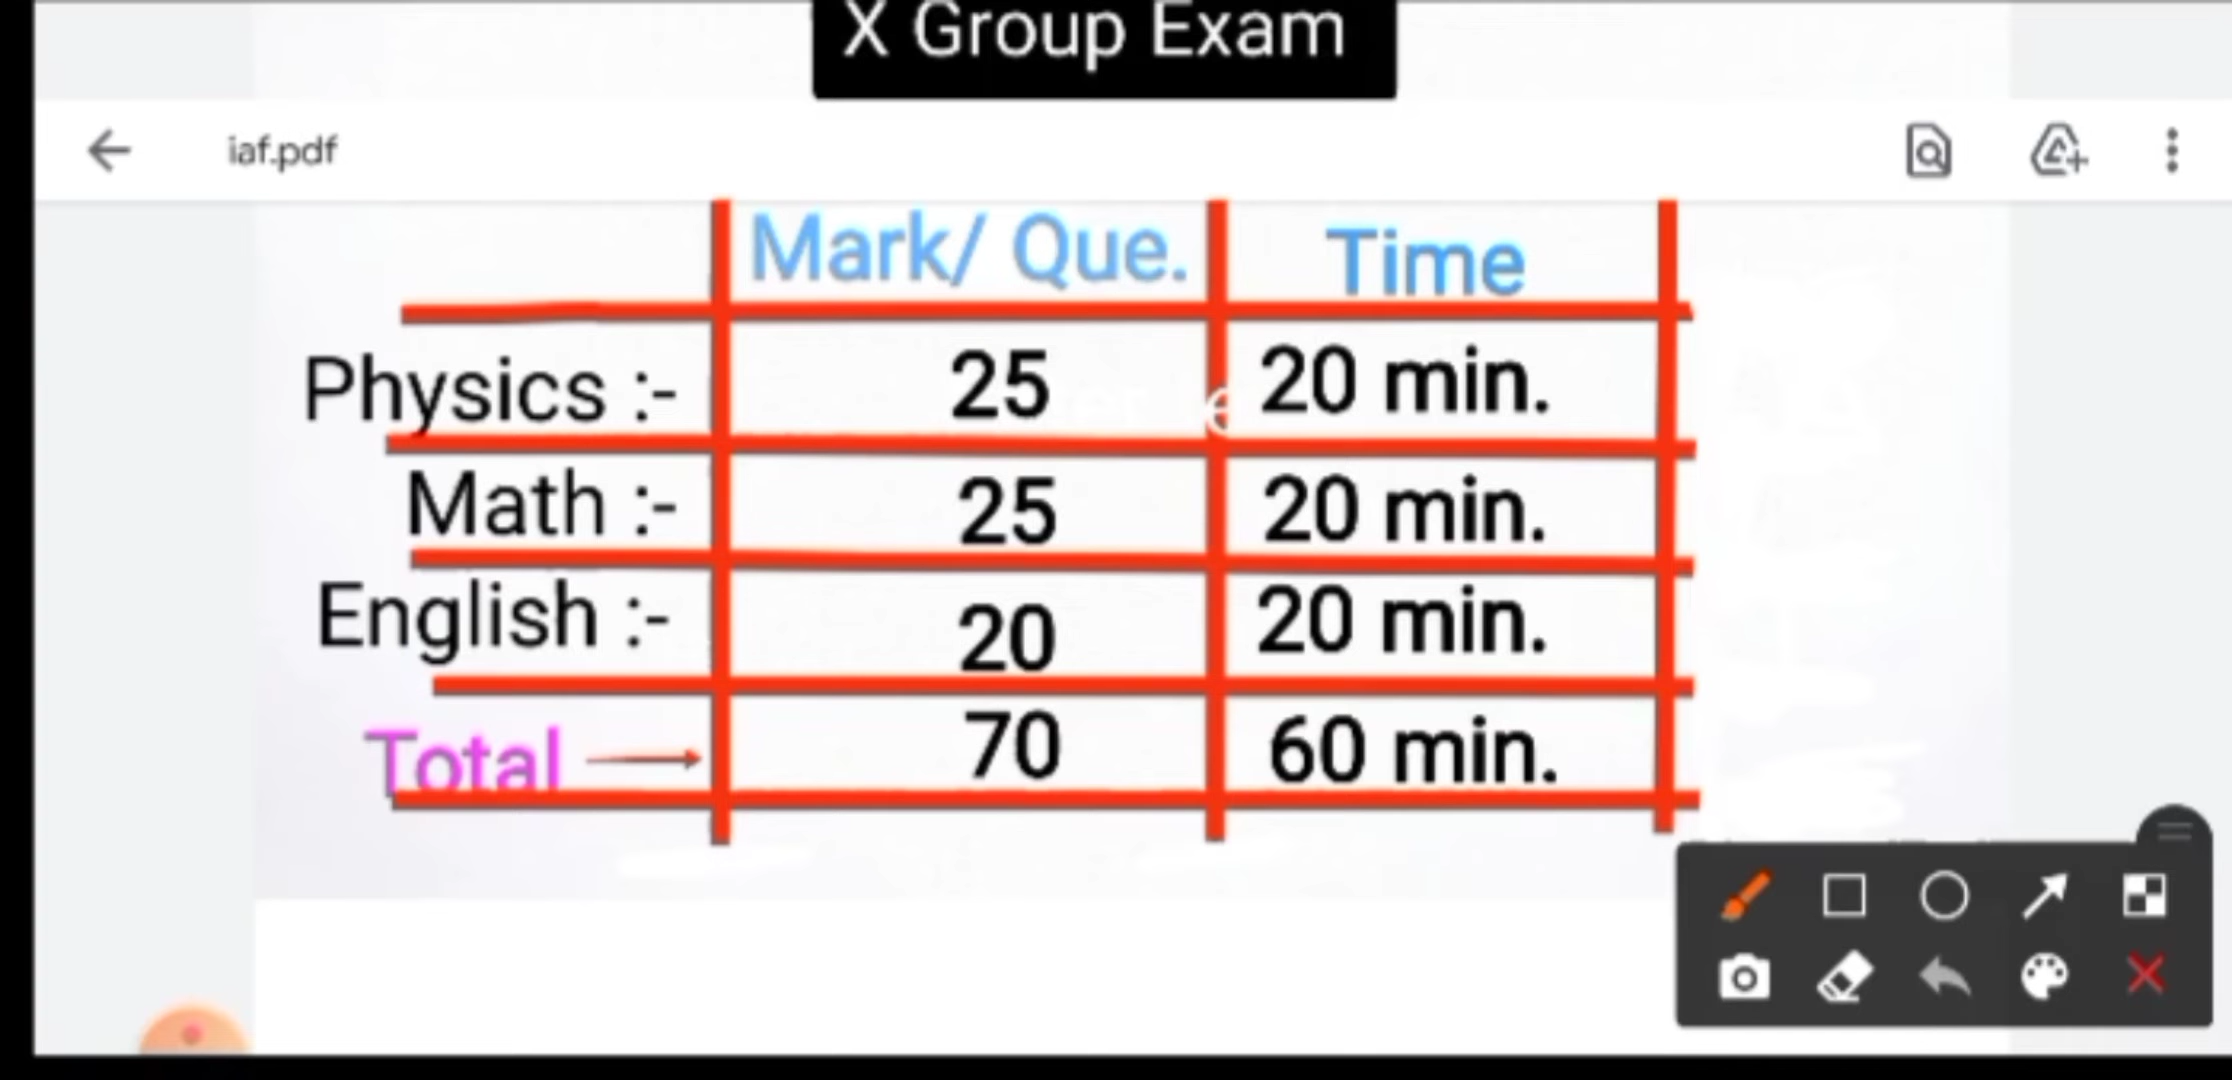 X Group Exam
iaf.pdf
Mark/ Que. Time
Physics :- 25 20 min.
Math :- 25 20 min.
English :- 20 20 min.
Total 70 60 min.